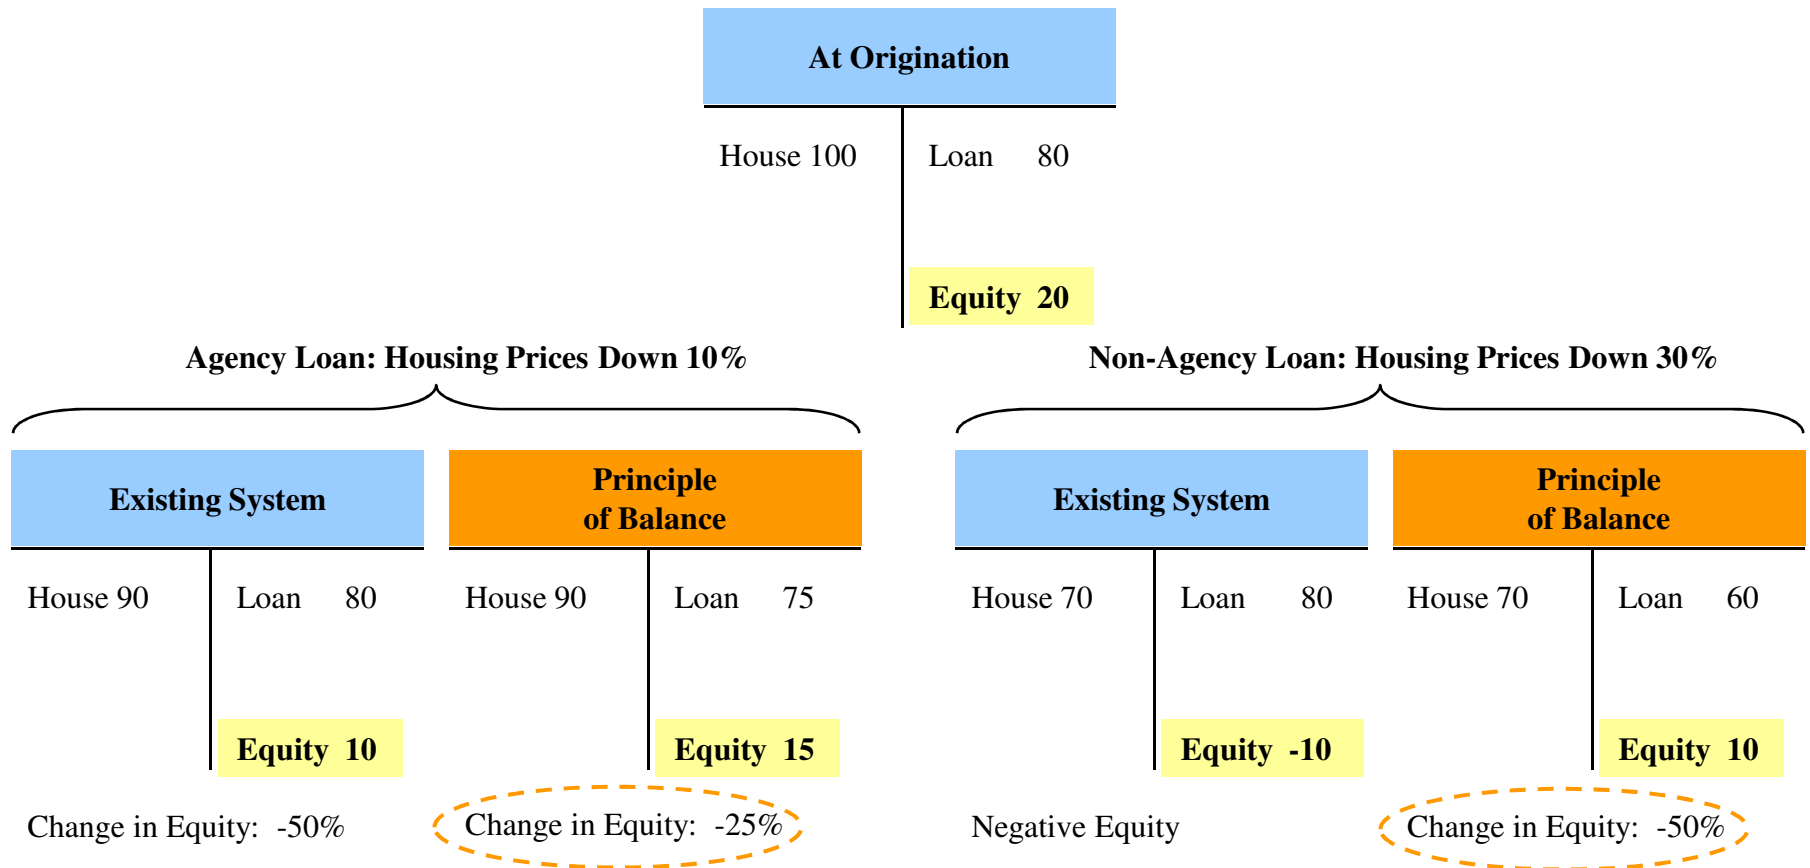 At Origination
House 100 Loan 80
Equity 20
Agency Loan: Housing Prices Down 10%
Non-Agency Loan: Housing Prices Down 30%
Existing System
Principle
of Balance
Existing System
Principle
of Balance
House 90 Loan 80
House 90 Loan 75
House 70 Loan 80
House 70 Loan 60
Equity 10
Equity 15
Equity -10
Equity 10
Change in Equity: -50%
Change in Equity: -25%
Negative Equity
Change in Equity: -50%